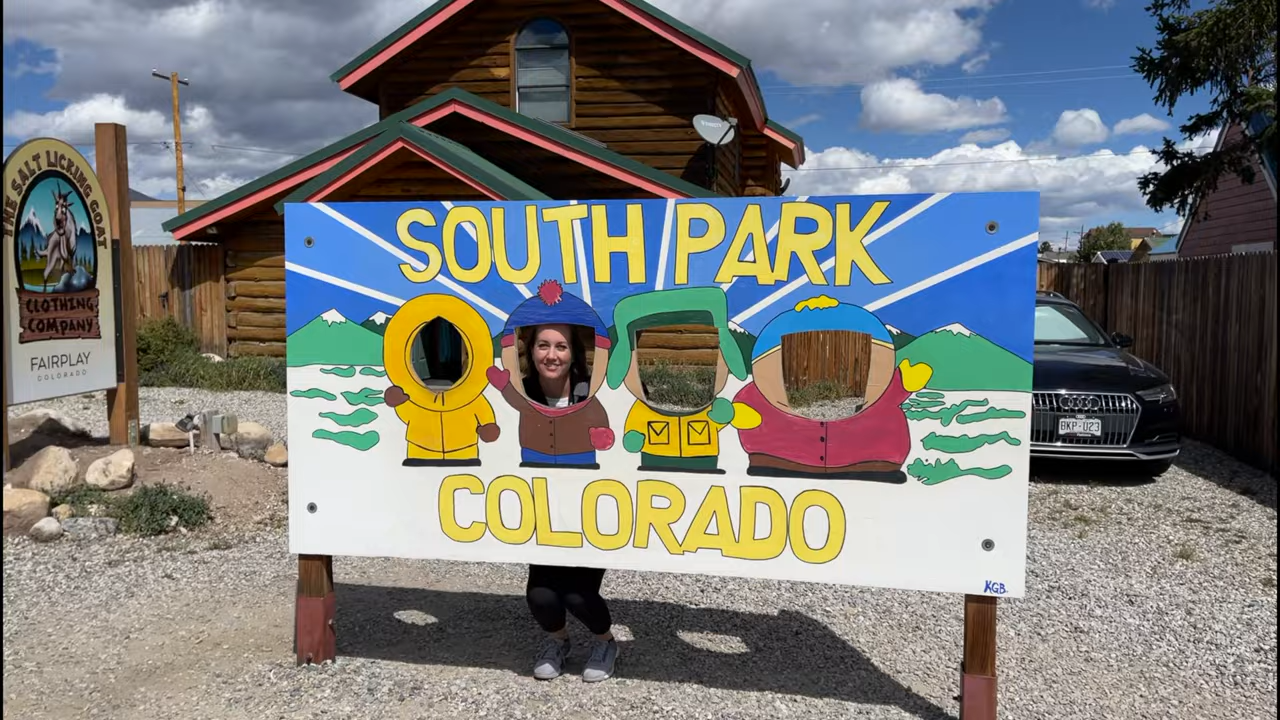 THE SALT LICKING GOAT
CLOTHING
COMPANY
FAIRPLAY
COLORADO
SOUTH PARK
COLORADO
KGB
BKP-U23